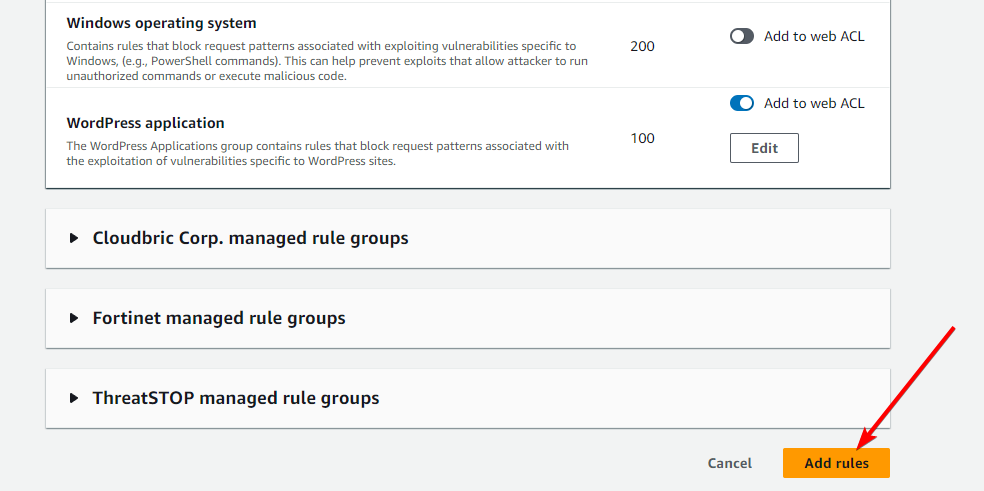 Windows operating system
Contains rules that block request patterns associated with exploiting vulnerabilities specific to
Windows, (e.g., PowerShell commands). This can help prevent exploits that allow attacker to run
unauthorized commands or execute malicious code.
200
Add to web ACL
WordPress application
The WordPress Applications group contains rules that block request patterns associated with
the exploitation of vulnerabilities specific to WordPress sites.
100
Add to web ACL
Edit
Cloudbric Corp. managed rule groups
Fortinet managed rule groups
ThreatSTOP managed rule groups
Cancel
Add rules